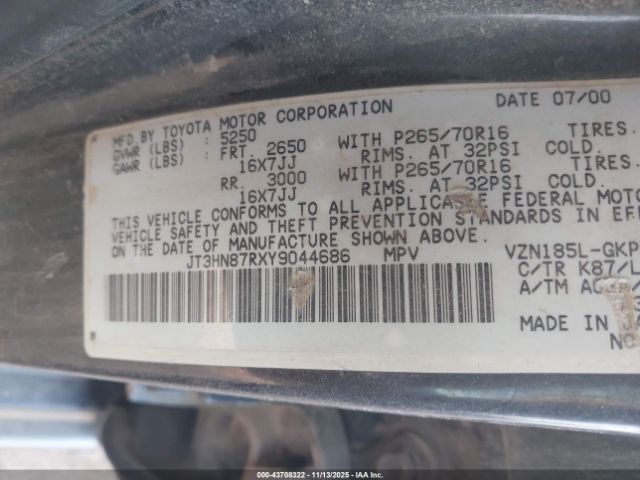 MFD.BY TOYOTA MOTOR CORPORATION DATE 07/00
GVWR (LBS): 5250
GAWR (LBS): FRT. 2650 WITH P265/70R16 TIRES.
16X7JJ RIMS. AT 32PSI COLD.
RR. 3000 WITH P265/70R16 TIRES.
16X7JJ RIMS. AT 32PSI COLD.
THIS VEHICLE CONFORMS TO ALL APPLICABLE FEDERAL MOTO
VEHICLE SAFETY AND THEFT PREVENTION STANDARDS IN EFF
ON THE DATE OF MANUFACTURE SHOWN ABOVE.
JT3HN87RXY9044686 MPV VZN185L-GKP
C/TR K87/L
A/TM
MADE IN JA
NO
000-43708322 - 11/13/2025 - IAA Inc.